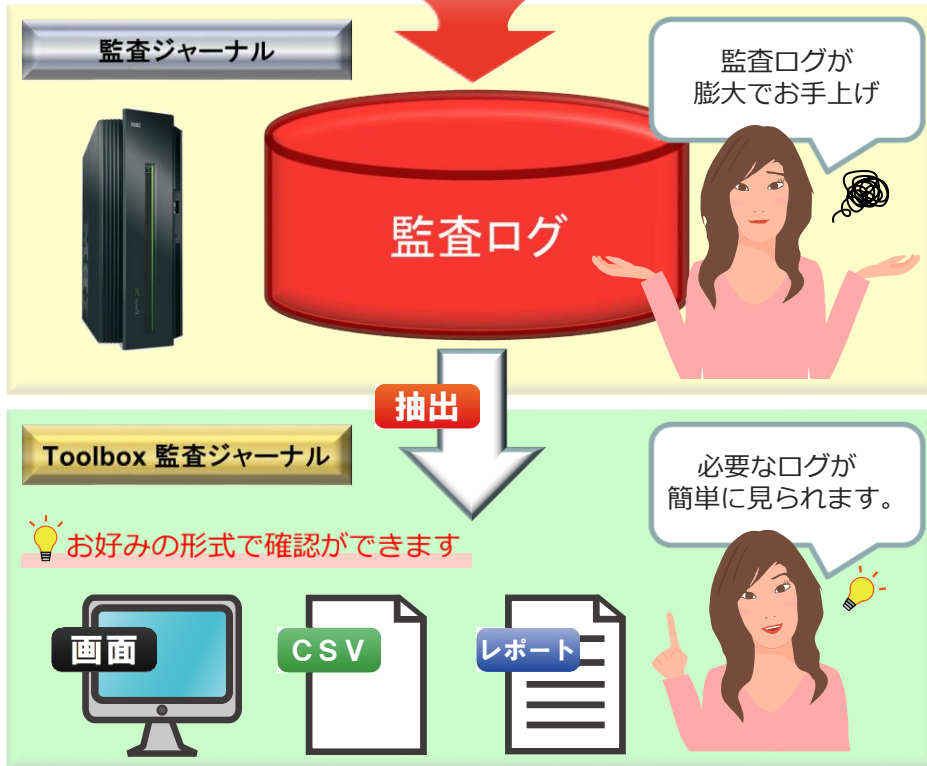 監査ジャーナル
監査ログが
膨大でお手上げ
監査ログ
抽出
Toolbox 監査ジャーナル
必要なログが
簡単に見られます。
お好みの形式で確認ができます
画面
CSV
レポート